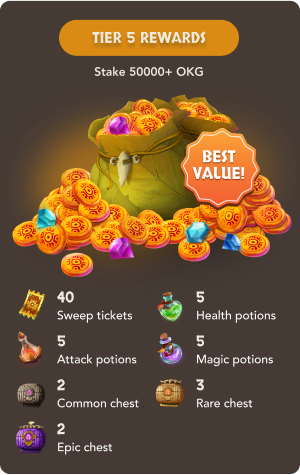 TIER 5 REWARDS
Stake 50000+ OKG
BEST
VALUE!
40
Sweep tickets
5
Health potions
5
Attack potions
5
Magic potions
2
Common chest
3
Rare chest
2
Epic chest